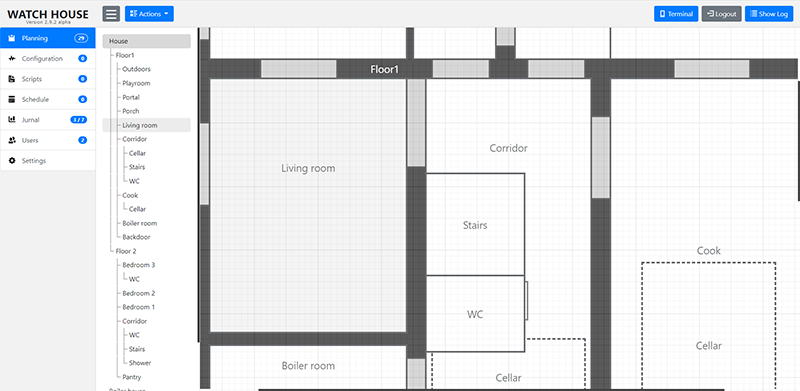 WATCH HOUSE
Version 2.9.2 alpha
Actions
Terminal
Logout
Show Log
Planning 29
Configuration 0
Scripts 0
Schedule 0
Jurnal 3 / 7
Users 2
Settings
House
Floor1
Outdoors
Playroom
Portal
Porch
Living room
Corridor
Cellar
Stairs
WC
Cook
Cellar
Boiler room
Backdoor
Floor 2
Bedroom 3
WC
Bedroom 2
Bedroom 1
Corridor
WC
Stairs
Shower
Pantry
Boiler house
Floor1
Living room
Corridor
Stairs
WC
Boiler room
Cellar
Cook
Cellar